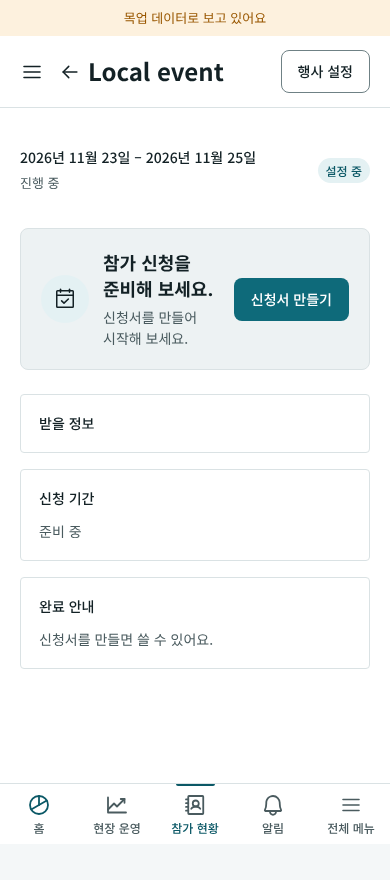 목업 데이터로 보고 있어요
Local event
행사 설정
2026년 11월 23일 – 2026년 11월 25일
진행 중
설정 중
참가 신청을
준비해 보세요.
신청서를 만들어
시작해 보세요.
신청서 만들기
받을 정보
신청 기간
준비 중
완료 안내
신청서를 만들면 쓸 수 있어요.
홈
현장 운영
참가 현황
알림
전체 메뉴